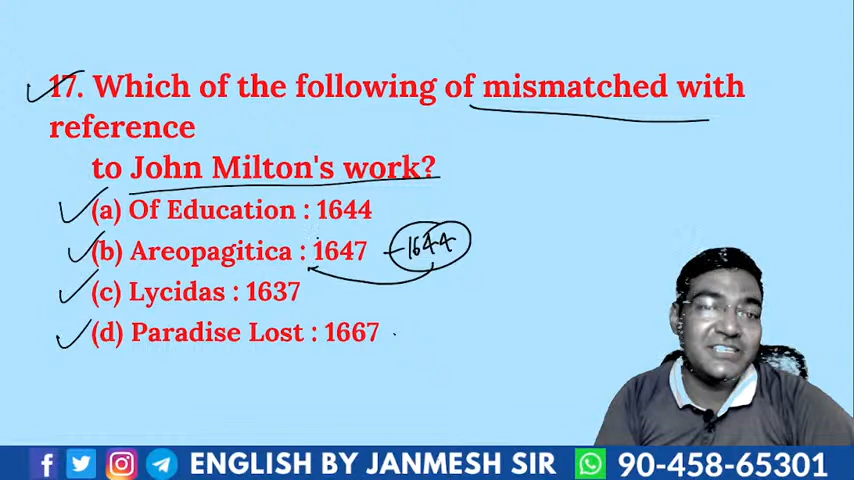 17. Which of the following of mismatched with
reference
to John Milton's work?
(a) Of Education : 1644
(b) Areopagitica : 1647 - 1644
(c) Lycidas : 1637
(d) Paradise Lost : 1667
ENGLISH BY JANMESH SIR 90-458-65301